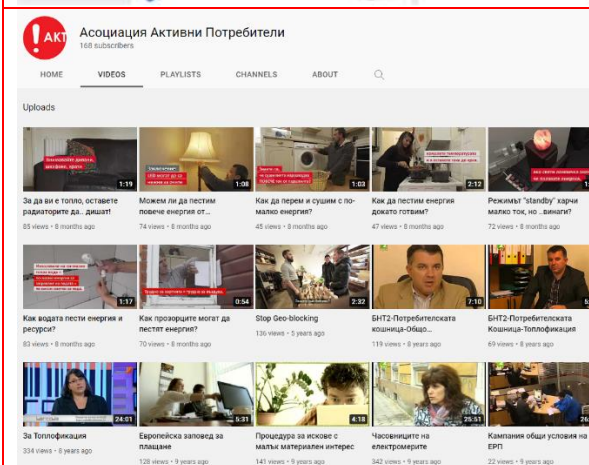 АКТ
Асоциация Активни Потребители
168 subscribers
HOME VIDEOS PLAYLISTS CHANNELS ABOUT
Uploads
1:19 1:08 1:03 2:12
За да ви е топло, оставете радиаторите да.. дишат!
85 views • 8 months ago
Можем ли да пестим повече енергия от...
74 views • 8 months ago
Как да перем и сушим с по-малко енергия?
45 views • 8 months ago
Как да пестим енергия докато готвим?
47 views • 8 months ago
Режимът "standby" харчи малко ток, но ..винаги?
72 views • 8 months ago
1:17 0:54 2:32 7:10
Как водата пести енергия и ресурси?
83 views • 8 months ago
Как прозорците могат да пестят енергия?
70 views • 8 months ago
Stop Geo-blocking
136 views • 5 years ago
БНТ2-Потребителската кошница-Общо...
119 views • 8 years ago
БНТ2-Потребителската Кошница-Топлофикация
69 views • 8 years ago
24:01 5:31 4:18 25:51
За Топлофикация
334 views • 8 years ago
Европейска заповед за плащане
128 views • 9 years ago
Процедура за искове с малък материален интерес
141 views • 9 years ago
Часовниците на електромерите
342 views • 9 years ago
Кампания общи условия на ЕРП
22 views • 9 years ago